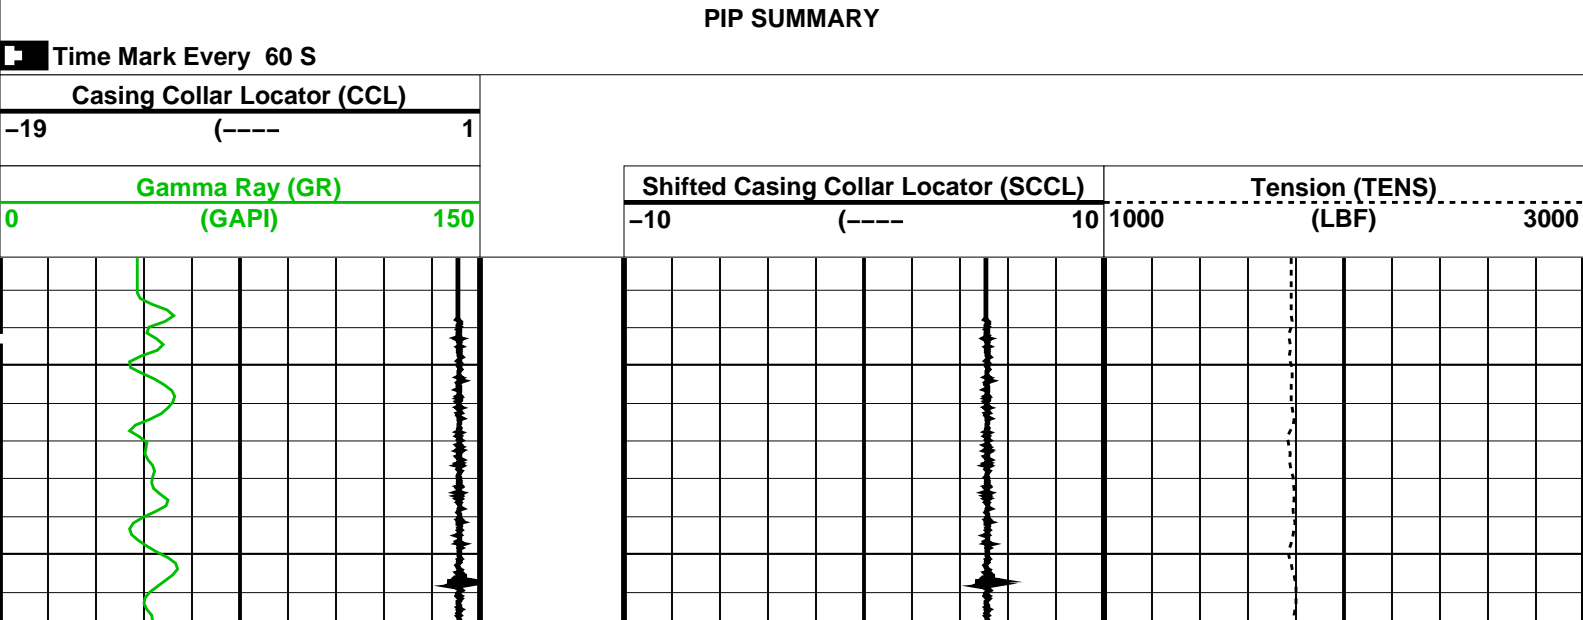 PIP SUMMARY
Time Mark Every  60 S
Casing Collar Locator (CCL)
−19 (−−−− 1
Gamma Ray (GR)
0 (GAPI) 150
Shifted Casing Collar Locator (SCCL)
−10 (−−−− 10
Tension (TENS)
1000 (LBF) 3000